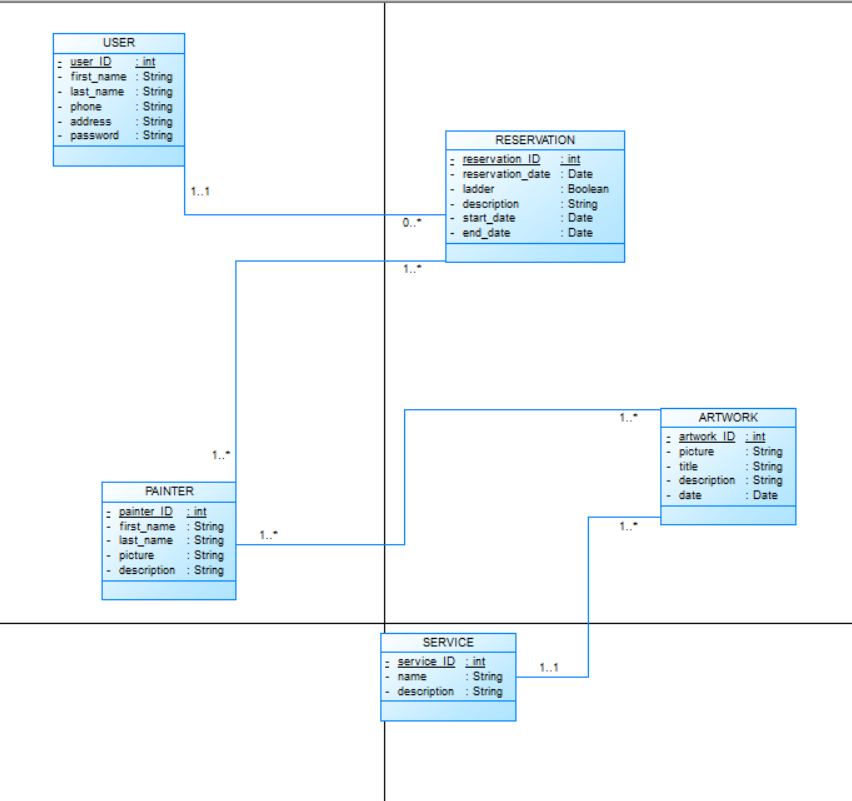 USER
- user_ID : int
- first_name : String
- last_name : String
- phone : String
- address : String
- password : String
1..1
RESERVATION
- reservation_ID : int
- reservation_date : Date
- ladder : Boolean
- description : String
- start_date : Date
- end_date : Date
0..*
1..*
1..*
PAINTER
- painter_ID : int
- first_name : String
- last_name : String
- picture : String
- description : String
1..*
1..*
ARTWORK
- artwork_ID : int
- picture : String
- title : String
- description : String
- date : Date
1..*
SERVICE
- service_ID : int
- name : String
- description : String
1..1